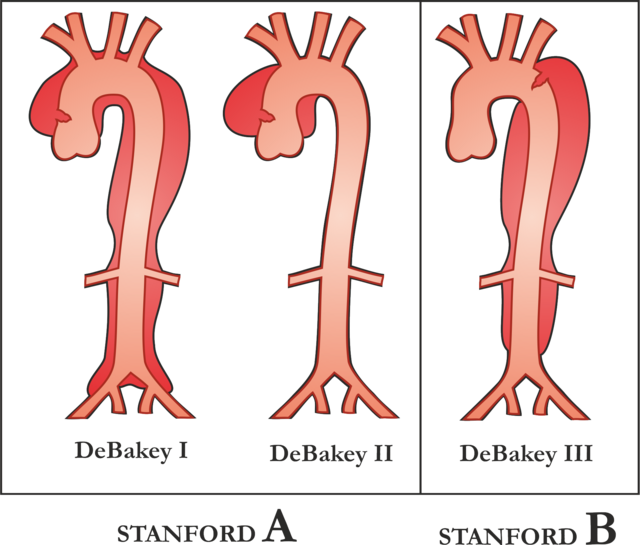 DeBakey I
DeBakey II
DeBakey III
STANFORD A
STANFORD B